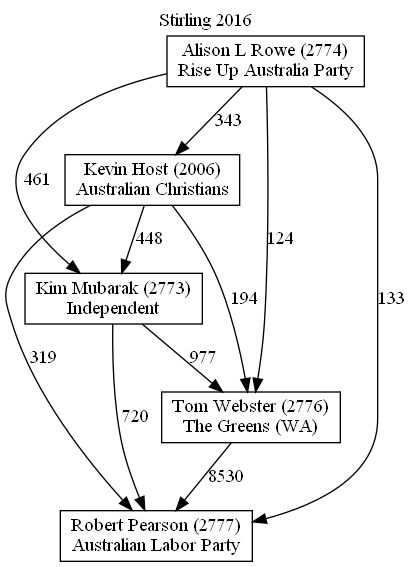 Stirling 2016
Alison L Rowe (2774)
Rise Up Australia Party
343
Kevin Host (2006)
Australian Christians
461
448
124
Kim Mubarak (2773)
Independent
194
133
319
977
720
Tom Webster (2776)
The Greens (WA)
8530
Robert Pearson (2777)
Australian Labor Party